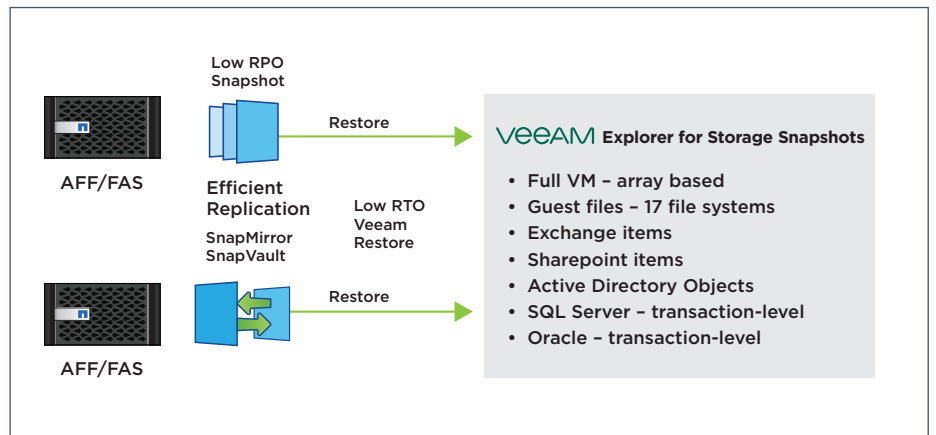 Low RPO
Snapshot
Restore
AFF/FAS
Efficient
Replication
SnapMirror
SnapVault
Low RTO
Veeam
Restore
Restore
AFF/FAS
VEEAM Explorer for Storage Snapshots
• Full VM – array based
• Guest files – 17 file systems
• Exchange items
• Sharepoint items
• Active Directory Objects
• SQL Server – transaction-level
• Oracle – transaction-level